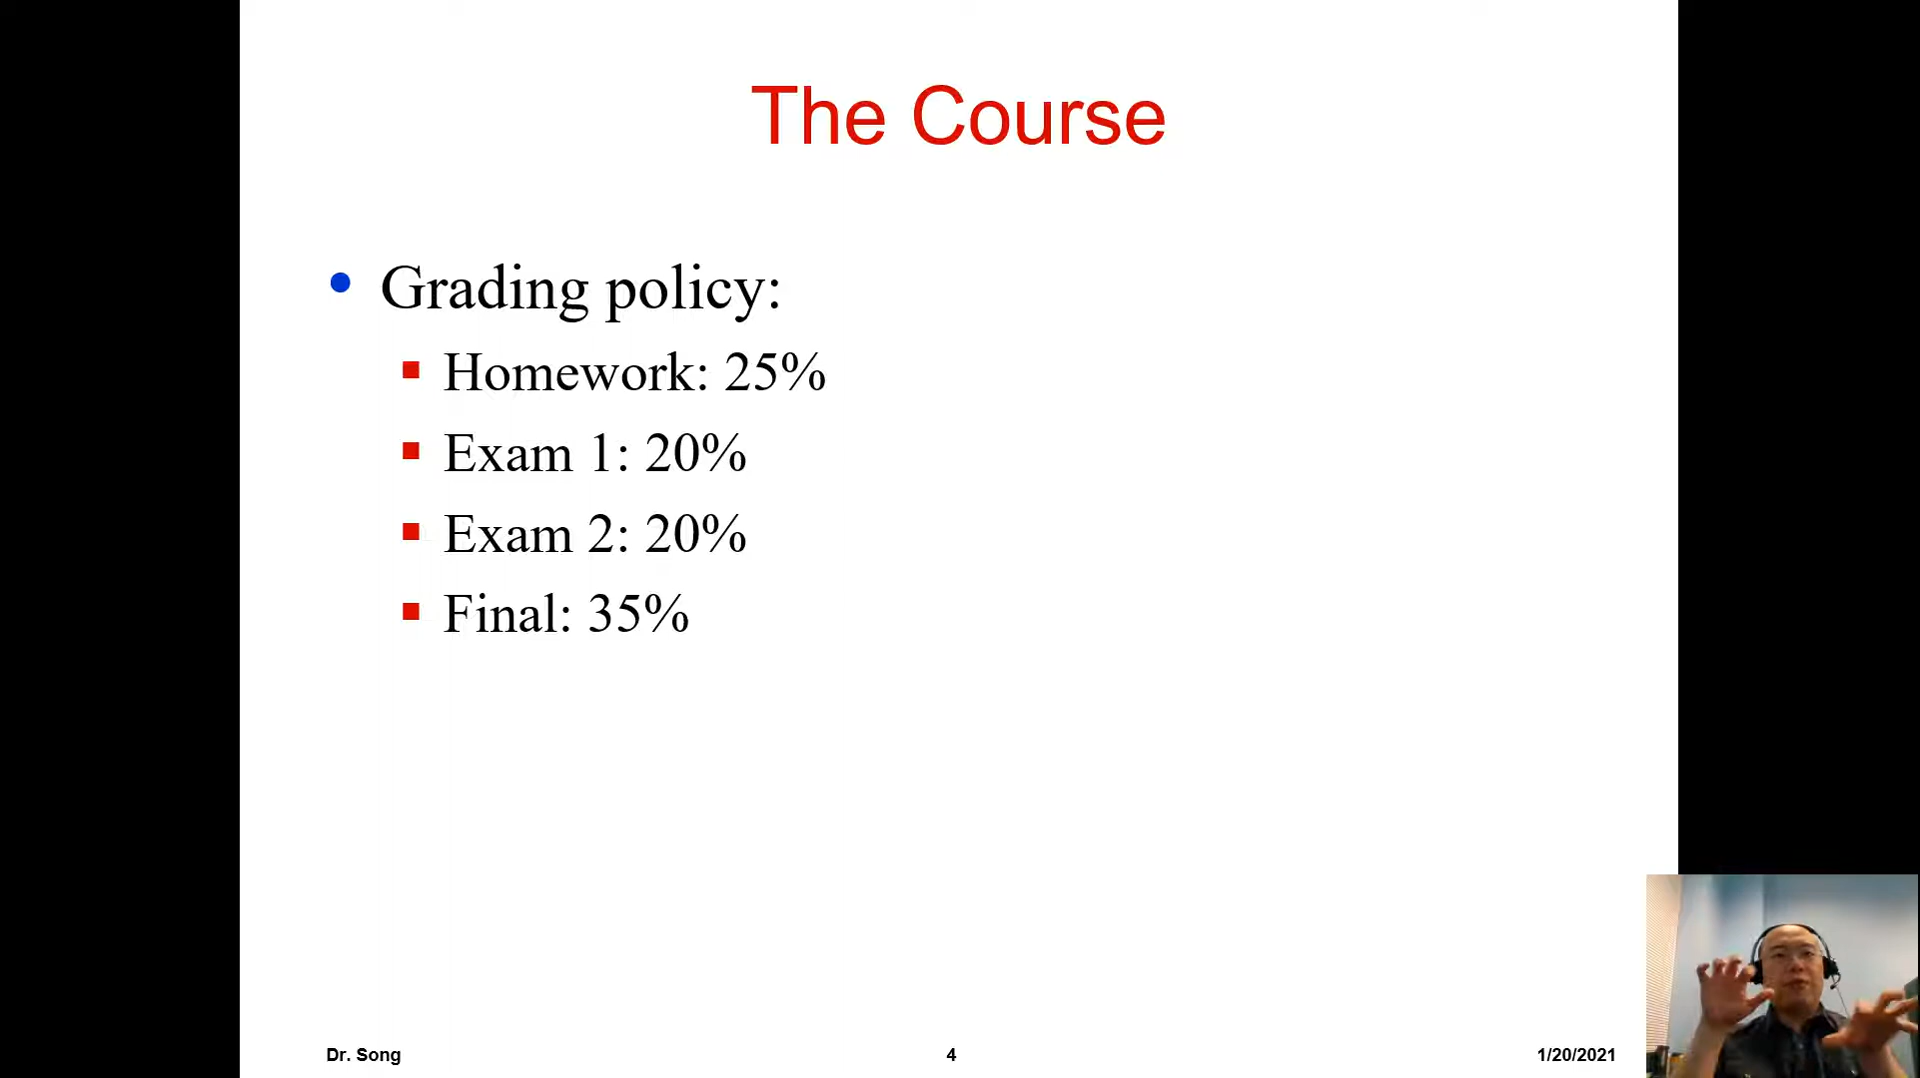 The Course
Grading policy:
Homework: 25%
Exam 1: 20%
Exam 2: 20%
Final: 35%
Dr. Song
4
1/20/2021